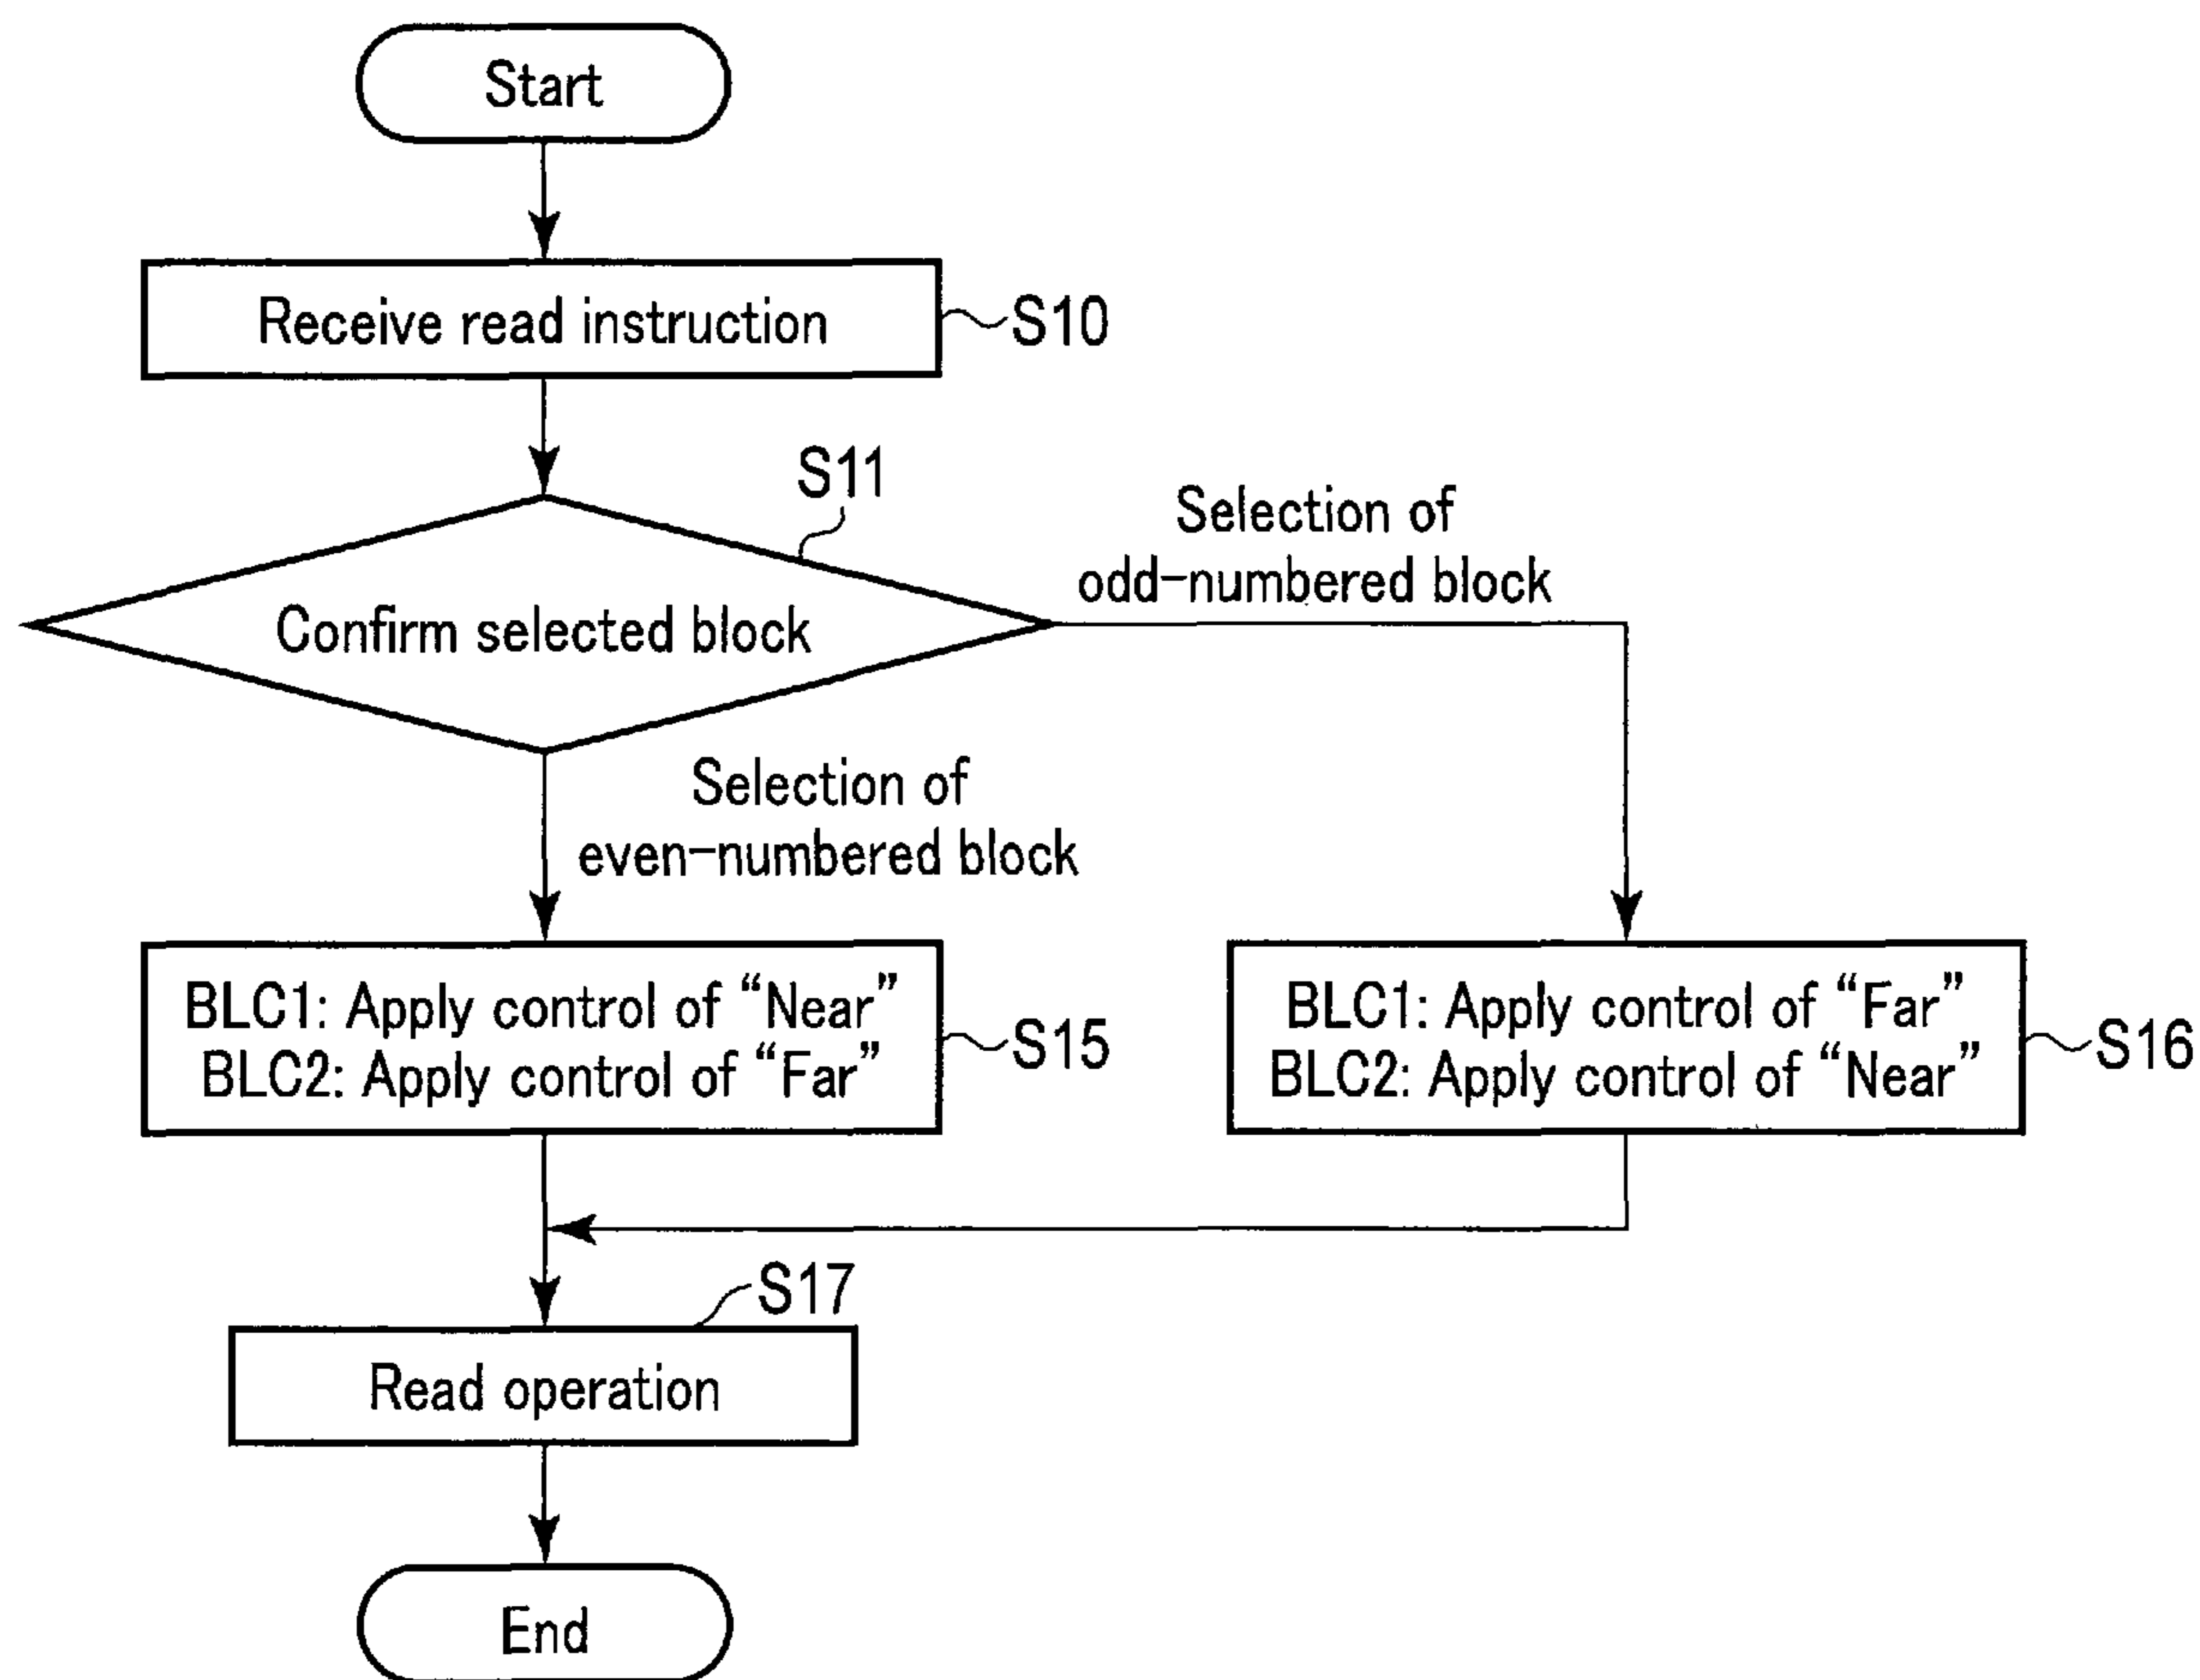 Start
Receive read instruction
S10
S11
Confirm selected block
Selection of
odd-numbered block
Selection of
even-numbered block
BLC1: Apply control of “Near”
BLC2: Apply control of “Far”
S15
BLC1: Apply control of “Far”
BLC2: Apply control of “Near”
S16
S17
Read operation
End